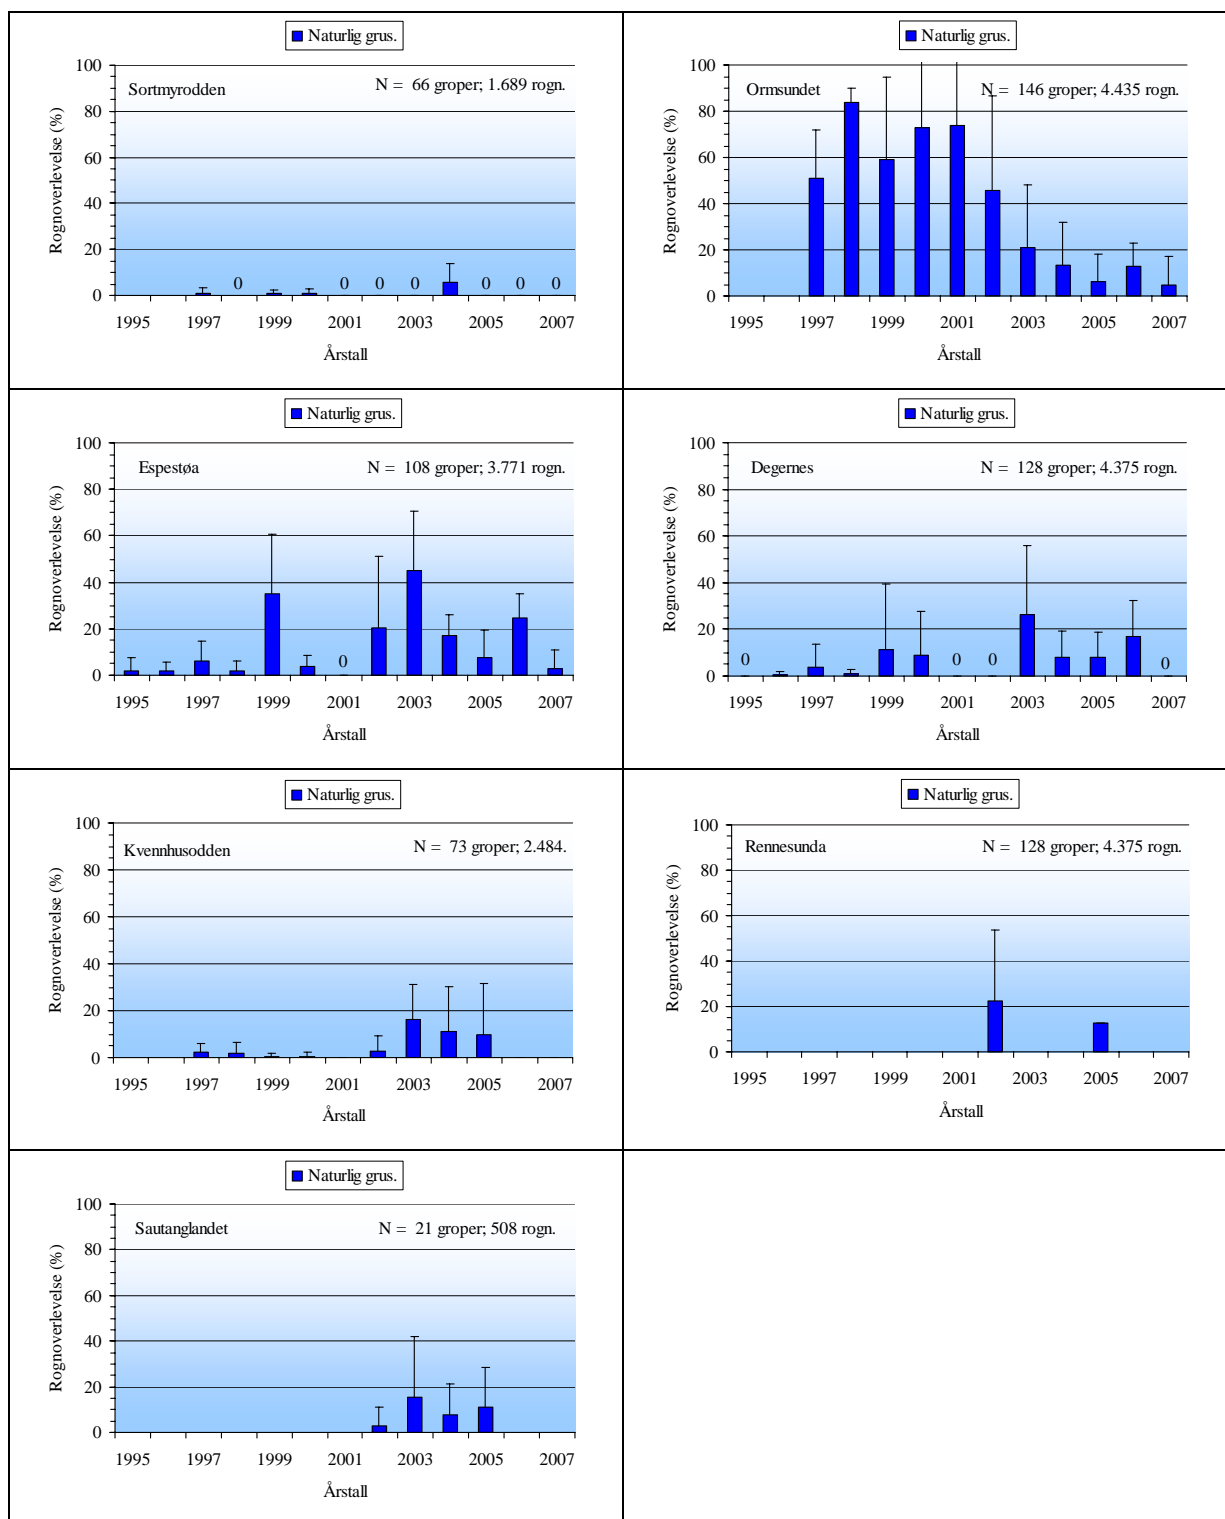 Naturlig grus.
Sortmyrodden
N = 66 groper; 1.689 rogn.
Rognoverlevelse (%)
100
80
60
40
20
0
0 0 0 0 0 0 0
1995 1997 1999 2001 2003 2005 2007
Årstall
Naturlig grus.
Ormsundet
N = 146 groper; 4.435 rogn.
Rognoverlevelse (%)
100
80
60
40
20
0
1995 1997 1999 2001 2003 2005 2007
Årstall
Naturlig grus.
Espestøa
N = 108 groper; 3.771 rogn.
Rognoverlevelse (%)
100
80
60
40
20
0
0
1995 1997 1999 2001 2003 2005 2007
Årstall
Naturlig grus.
Degernes
N = 128 groper; 4.375 rogn.
Rognoverlevelse (%)
100
80
60
40
20
0
0 0 0 0
1995 1997 1999 2001 2003 2005 2007
Årstall
Naturlig grus.
Kvennhusodden
N = 73 groper; 2.484.
Rognoverlevelse (%)
100
80
60
40
20
0
1995 1997 1999 2001 2003 2005 2007
Årstall
Naturlig grus.
Rennesunda
N = 128 groper; 4.375 rogn.
Rognoverlevelse (%)
100
80
60
40
20
0
1995 1997 1999 2001 2003 2005 2007
Årstall
Naturlig grus.
Sautanglandet
N = 21 groper; 508 rogn.
Rognoverlevelse (%)
100
80
60
40
20
0
1995 1997 1999 2001 2003 2005 2007
Årstall